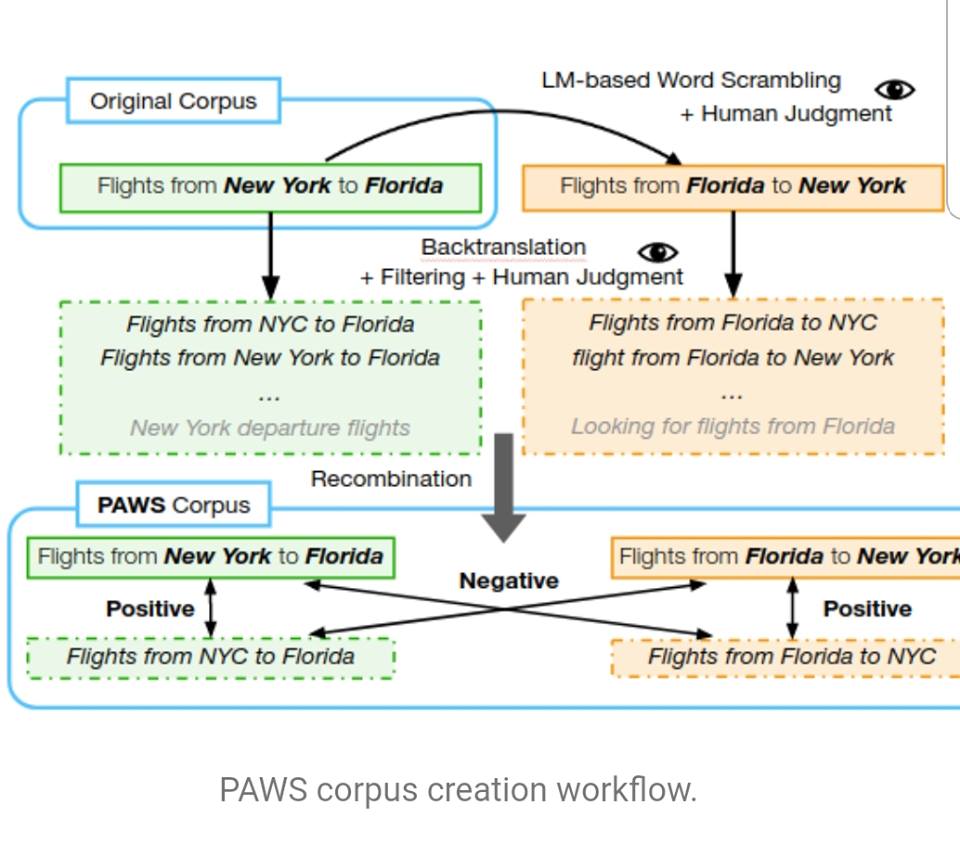 LM-based Word Scrambling
+ Human Judgment
Original Corpus
Flights from New York to Florida
Flights from Florida to New York
Backtranslation
+ Filtering + Human Judgment
Flights from NYC to Florida
Flights from New York to Florida
...
New York departure flights
Flights from Florida to NYC
flight from Florida to New York
...
Looking for flights from Florida
Recombination
PAWS Corpus
Flights from New York to Florida
Flights from Florida to New York
Negative
Positive
Positive
Flights from NYC to Florida
Flights from Florida to NYC
PAWS corpus creation workflow.